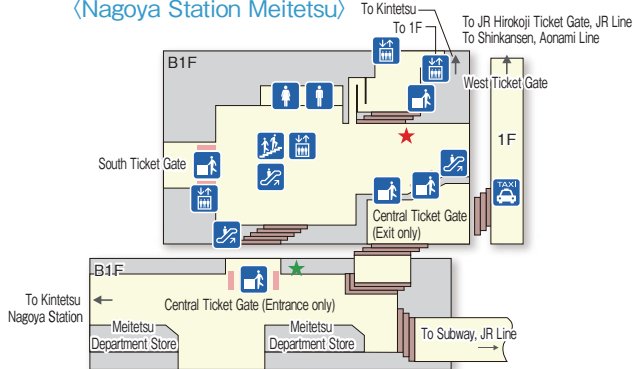 〈Nagoya Station Meitetsu〉
To Kintetsu
To 1F
To JR Hirokoji Ticket Gate, JR Line
To Shinkansen, Aonami Line
B1F
West Ticket Gate
1F
South Ticket Gate
TAXI
Central Ticket Gate
(Exit only)
B1F
To Kintetsu
Nagoya Station
Central Ticket Gate (Entrance only)
Meitetsu
Department Store
Meitetsu
Department Store
To Subway, JR Line